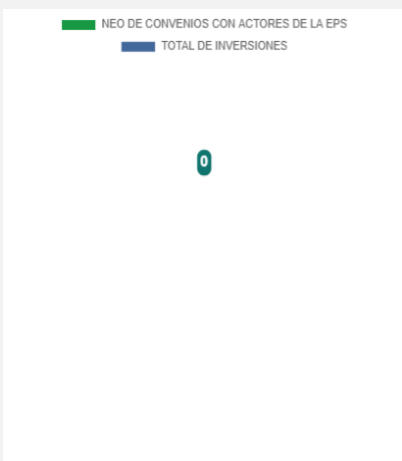 NEO DE CONVENIOS CON ACTORES DE LA EPS
TOTAL DE INVERSIONES
0